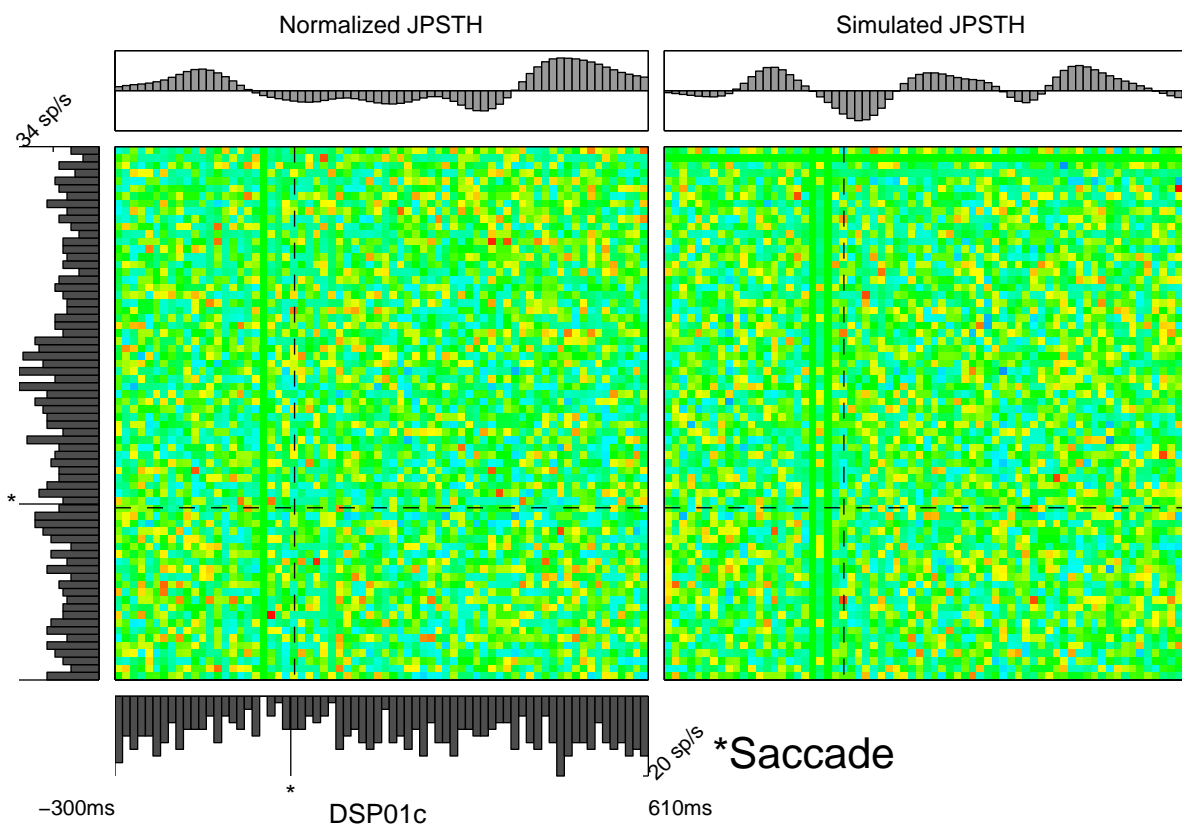 Normalized JPSTH
Simulated JPSTH
34 sp/s
*
20 sp/s
*Saccade
*
−300ms
DSP01c
610ms